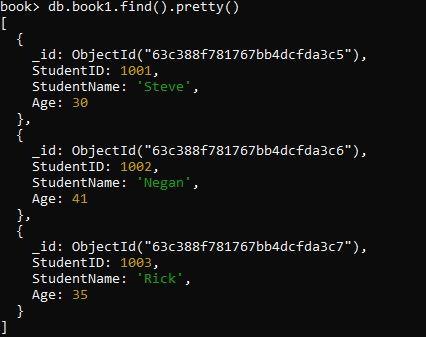 book> db.book1.find().pretty()
[
  {
    _id: ObjectId("63c388f781767bb4dcfda3c5"),
    StudentID: 1001,
    StudentName: 'Steve',
    Age: 30
  },
  {
    _id: ObjectId("63c388f781767bb4dcfda3c6"),
    StudentID: 1002,
    StudentName: 'Negan',
    Age: 41
  },
  {
    _id: ObjectId("63c388f781767bb4dcfda3c7"),
    StudentID: 1003,
    StudentName: 'Rick',
    Age: 35
  }
]